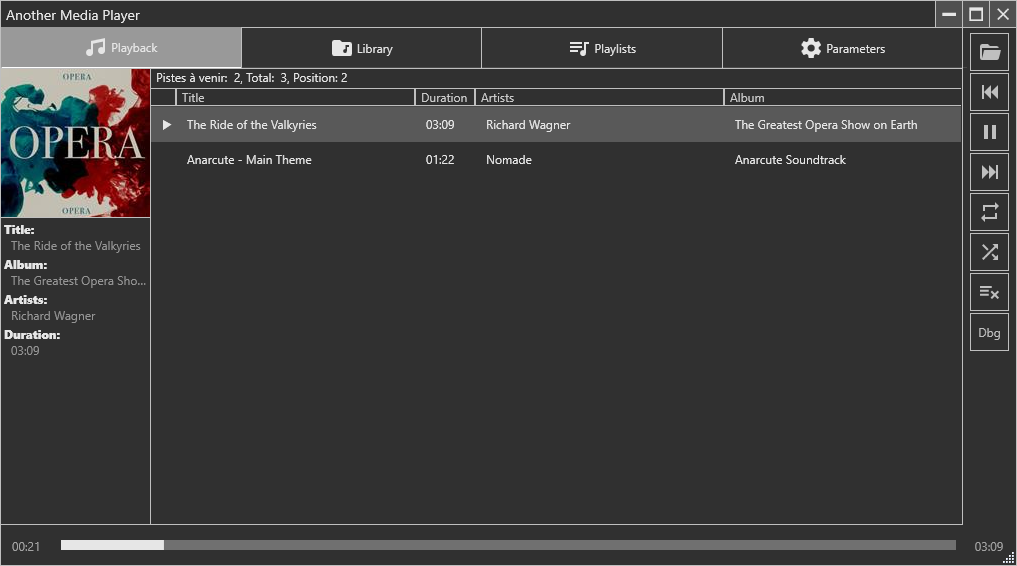 Another Media Player
Playback Library Playlists Parameters
OPERA
OPERA
OPERA
Pistes à venir: 2, Total: 3, Position: 2
Title Duration Artists Album
The Ride of the Valkyries 03:09 Richard Wagner The Greatest Opera Show on Earth
Anarcute - Main Theme 01:22 Nomade Anarcute Soundtrack
Title:
The Ride of the Valkyries
Album:
The Greatest Opera Sho...
Artists:
Richard Wagner
Duration:
03:09
Dbg
00:21 03:09